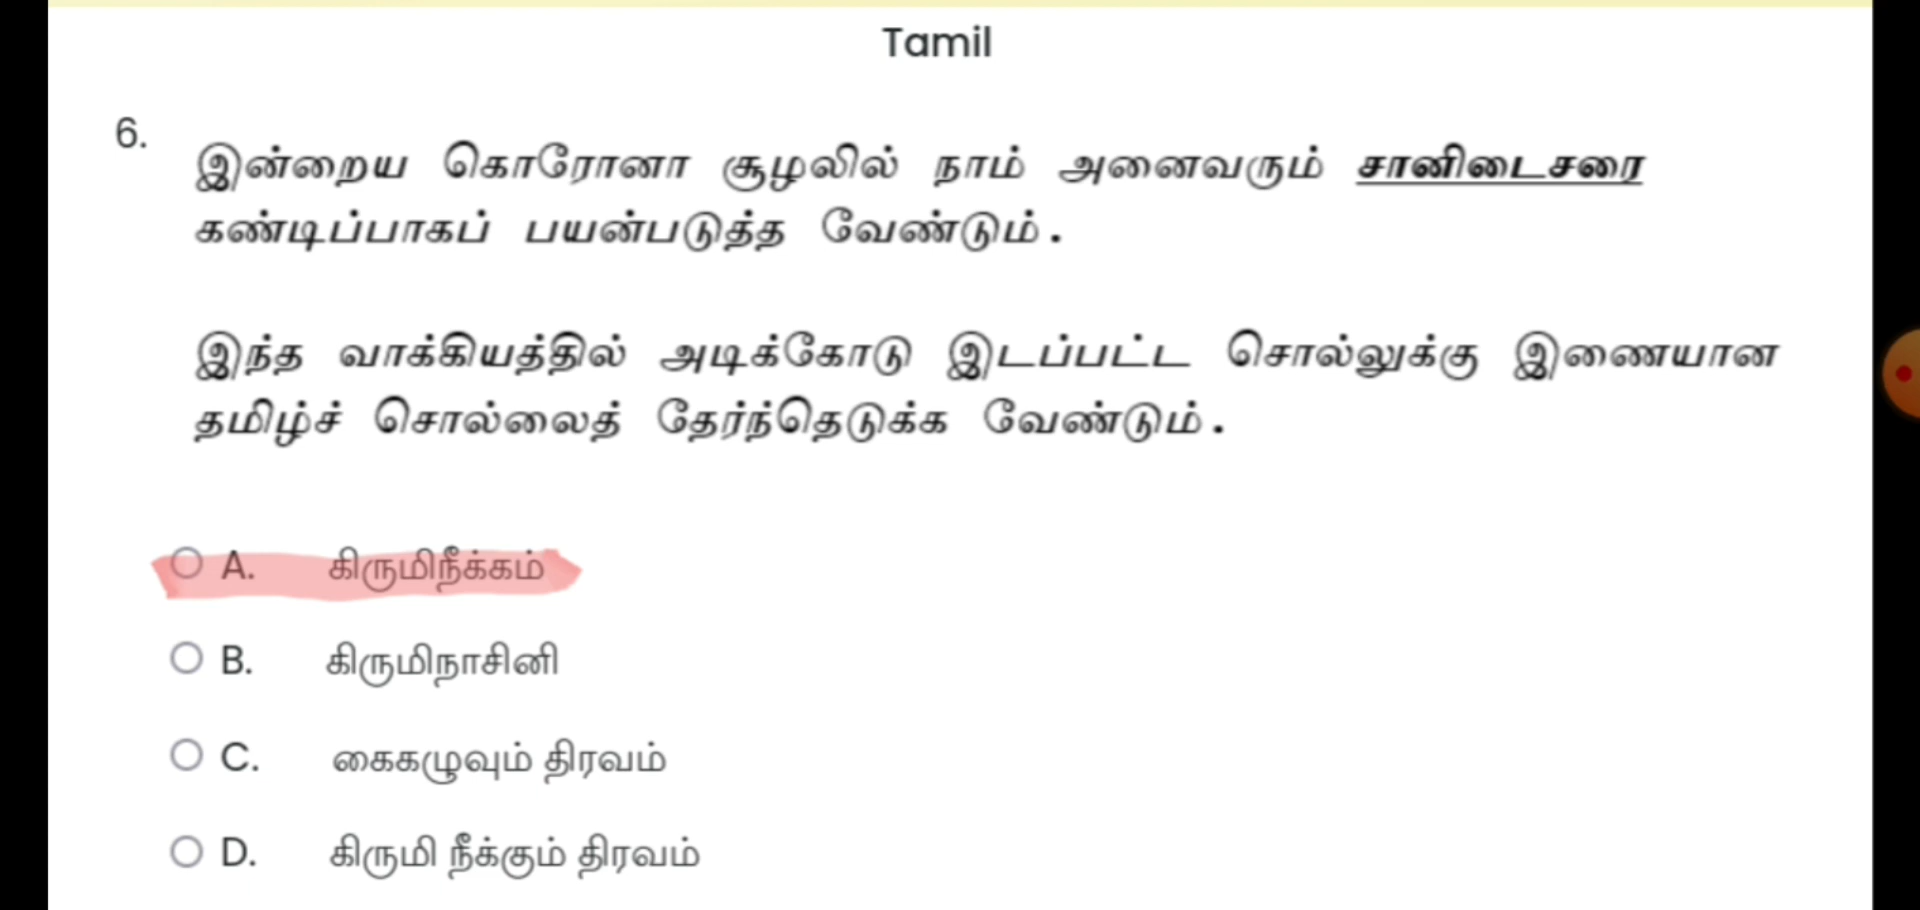 Tamil
6.
இன்றைய கொரோனா சூழலில் நாம் அனைவரும் சானிடைசரை
கண்டிப்பாகப் பயன்படுத்த வேண்டும்.
இந்த வாக்கியத்தில் அடிக்கோடு இடப்பட்ட சொல்லுக்கு இணையான
தமிழ்ச் சொல்லைத் தேர்ந்தெடுக்க வேண்டும்.
A. கிருமிநீக்கம்
B. கிருமிநாசினி
C. கைகழுவும் திரவம்
D. கிருமி நீக்கும் திரவம்